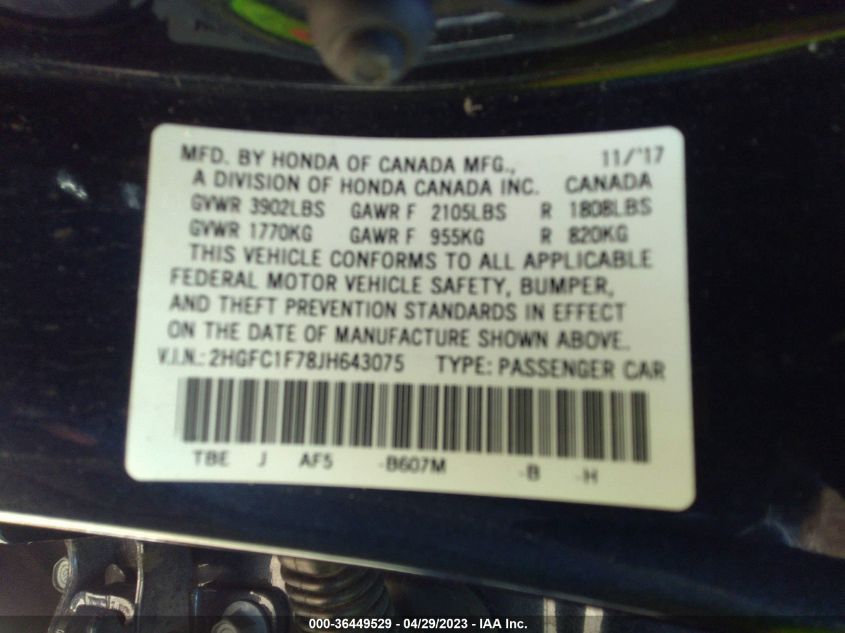 MFD. BY HONDA OF CANADA MFG., 11/'17
A DIVISION OF HONDA CANADA INC. CANADA
GVWR 3902LBS GAWR F 2105LBS R 1808LBS
GVWR 1770KG GAWR F 955KG R 820KG
THIS VEHICLE CONFORMS TO ALL APPLICABLE
FEDERAL MOTOR VEHICLE SAFETY, BUMPER,
AND THEFT PREVENTION STANDARDS IN EFFECT
ON THE DATE OF MANUFACTURE SHOWN ABOVE.
V.I.N.: 2HGFC1F78JH643075 TYPE: PASSENGER CAR
TBE J AF5 -B607M -B -H
000-36449529 - 04/29/2023 - IAA Inc.